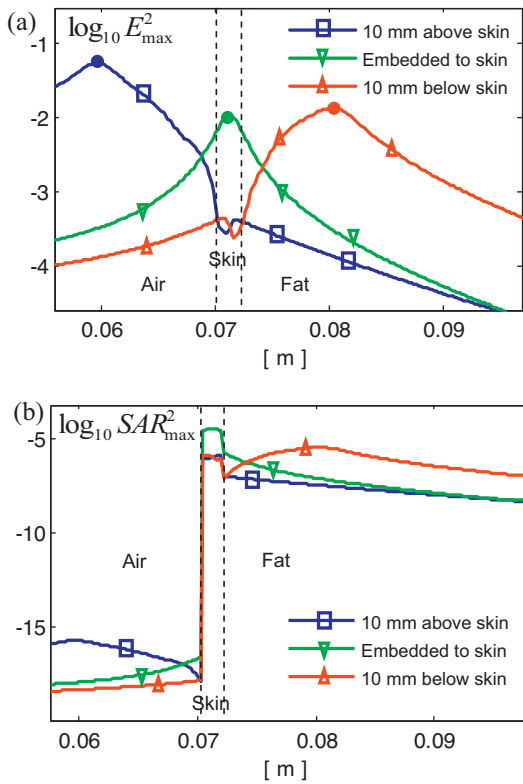 (a)
log₁₀ E²max
10 mm above skin
Embedded to skin
10 mm below skin
-1
-2
-3
-4
Air
Skin
Fat
0.06
0.07
0.08
0.09
[ m ]
(b)
log₁₀ SAR²max
-5
-10
-15
Air
Fat
10 mm above skin
Embedded to skin
10 mm below skin
Skin
0.06
0.07
0.08
0.09
[ m ]